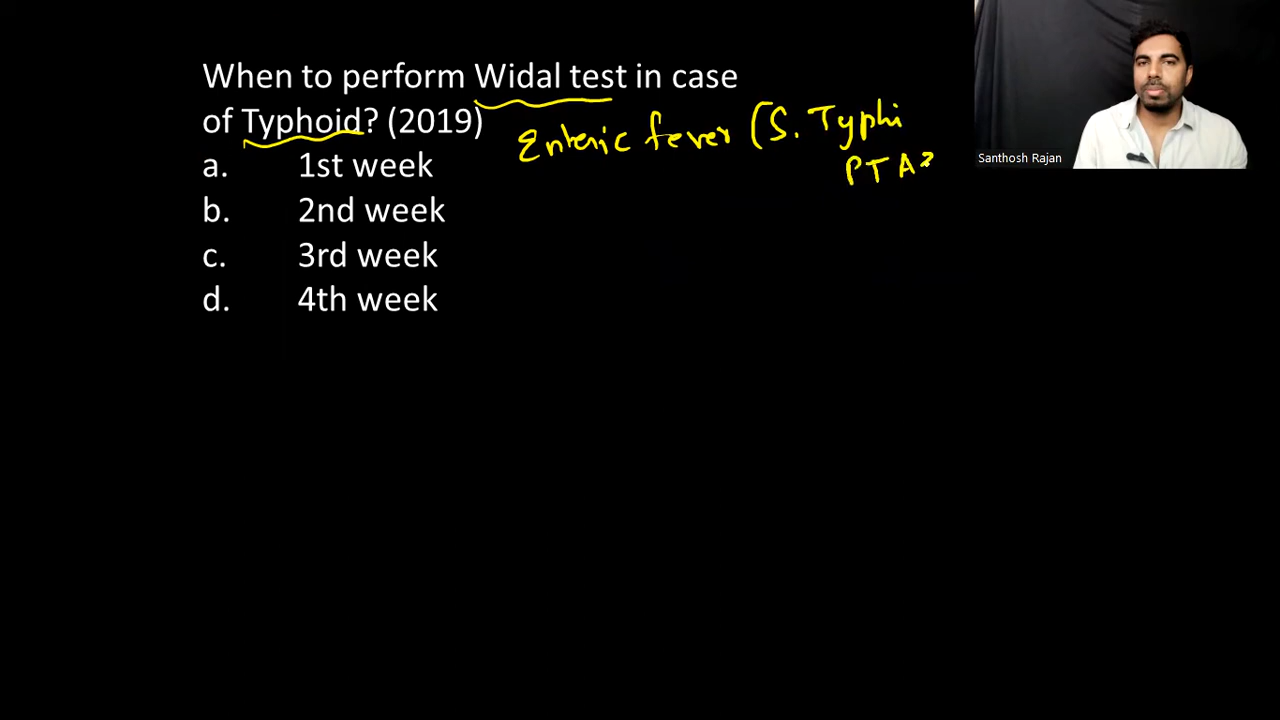 When to perform Widal test in case
of Typhoid? (2019)
Enteric fever (S. Typhi
PTA
a. 1st week
b. 2nd week
c. 3rd week
d. 4th week
Santhosh Rajan